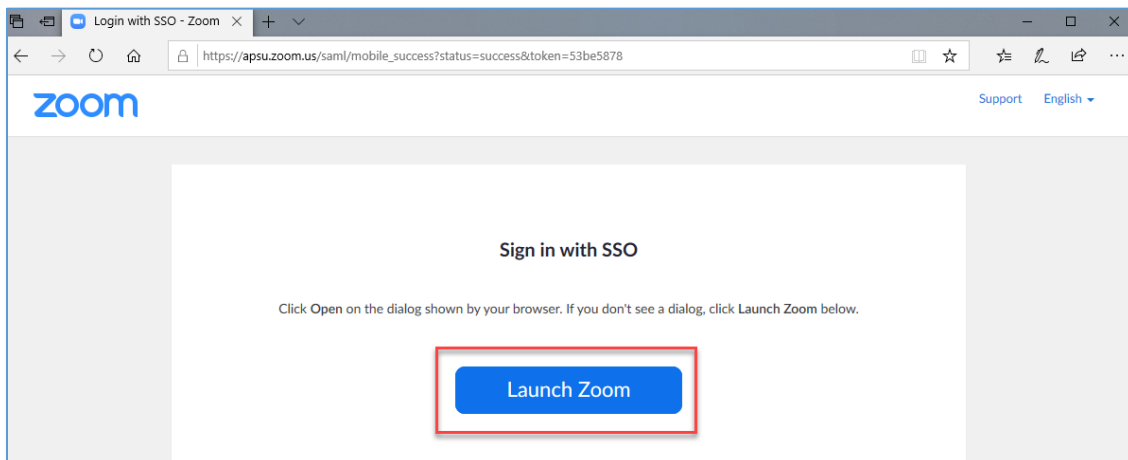 Login with SSO - Zoom
https://apsu.zoom.us/saml/mobile_success?status=success&token=53be5878
zoom
Support English
Sign in with SSO
Click Open on the dialog shown by your browser. If you don't see a dialog, click Launch Zoom below.
Launch Zoom